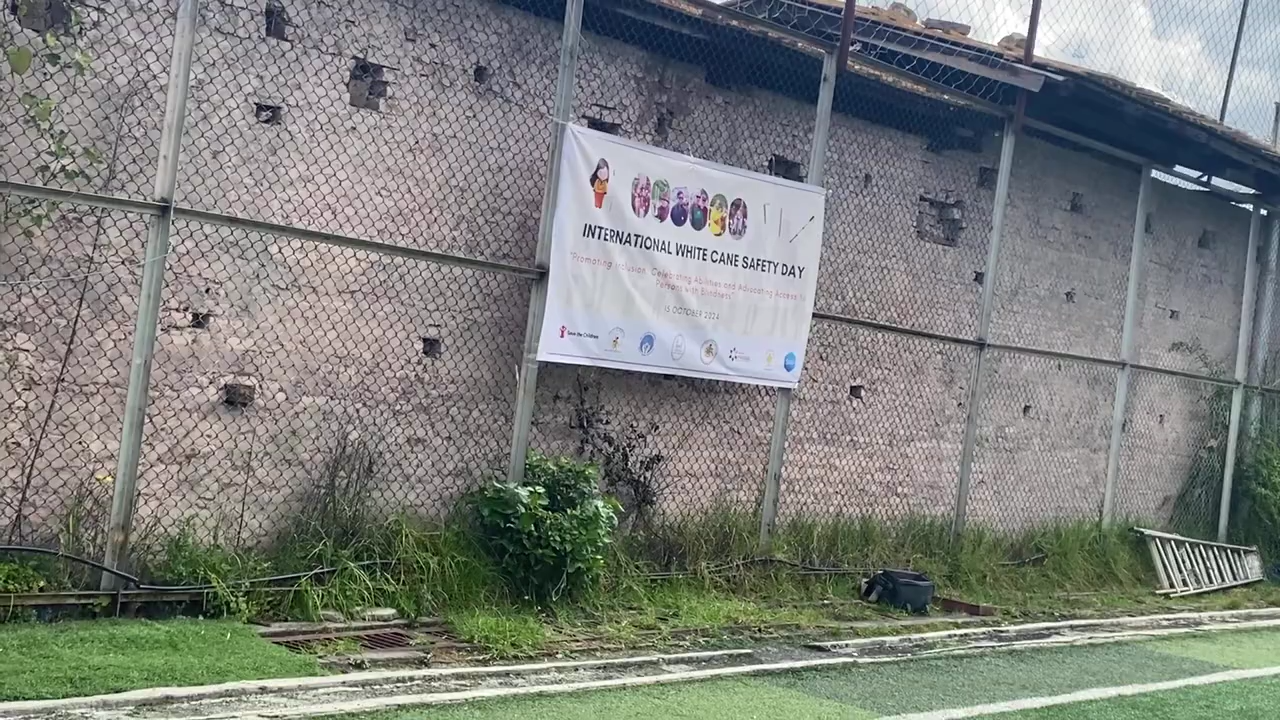 INTERNATIONAL WHITE CANE SAFETY DAY
"Promoting Inclusion: Celebrating Abilities and Advocating Access to
Persons with Blindness"
15 OCTOBER 2024
Save the Children